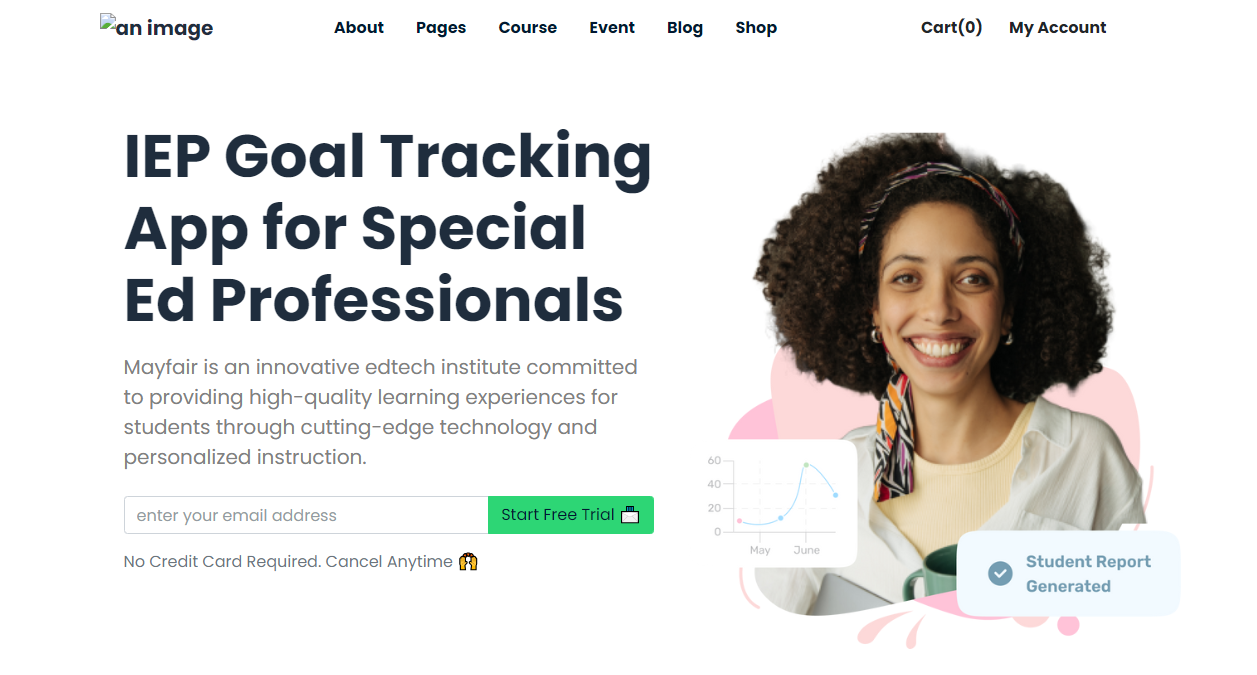 an image
About Pages Course Event Blog Shop
Cart(0) My Account
IEP Goal Tracking
App for Special
Ed Professionals
Mayfair is an innovative edtech institute committed
to providing high-quality learning experiences for
students through cutting-edge technology and
personalized instruction.
enter your email address
Start Free Trial 📩
No Credit Card Required. Cancel Anytime 🙌
60
40
20
0
May June
Student Report
Generated